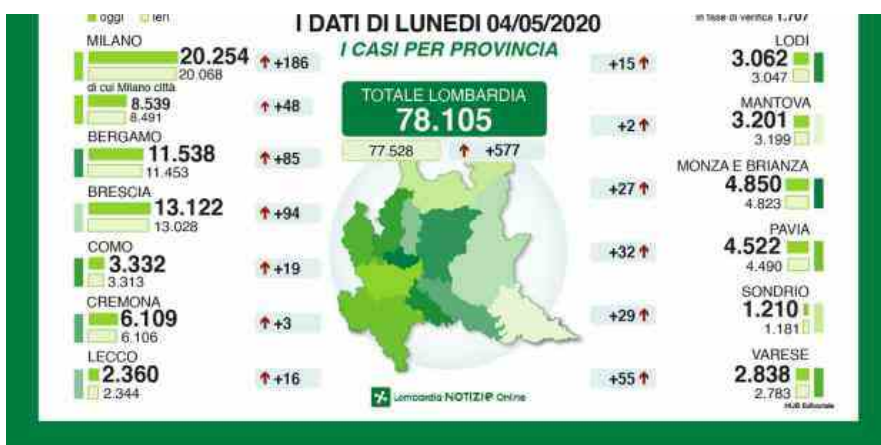 oggi ieri
I DATI DI LUNEDI 04/05/2020
in fase di verifica 1.707
I CASI PER PROVINCIA
MILANO
20.254
+186
20.068
di cui Milano città
8.539
+48
8.491
BERGAMO
11.538
+85
11.453
BRESCIA
13.122
+94
13.028
COMO
3.332
+19
3.313
CREMONA
6.109
+3
6.106
LECCO
2.360
+16
2.344
TOTALE LOMBARDIA
78.105
77.528
+577
LODI
+15
3.062
3.047
MANTOVA
+2
3.201
3.199
MONZA E BRIANZA
+27
4.850
4.823
PAVIA
+32
4.522
4.490
SONDRIO
+29
1.210
1.181
VARESE
+55
2.838
2.783
Lombardia NOTIZIE Online
HUB Editoriale